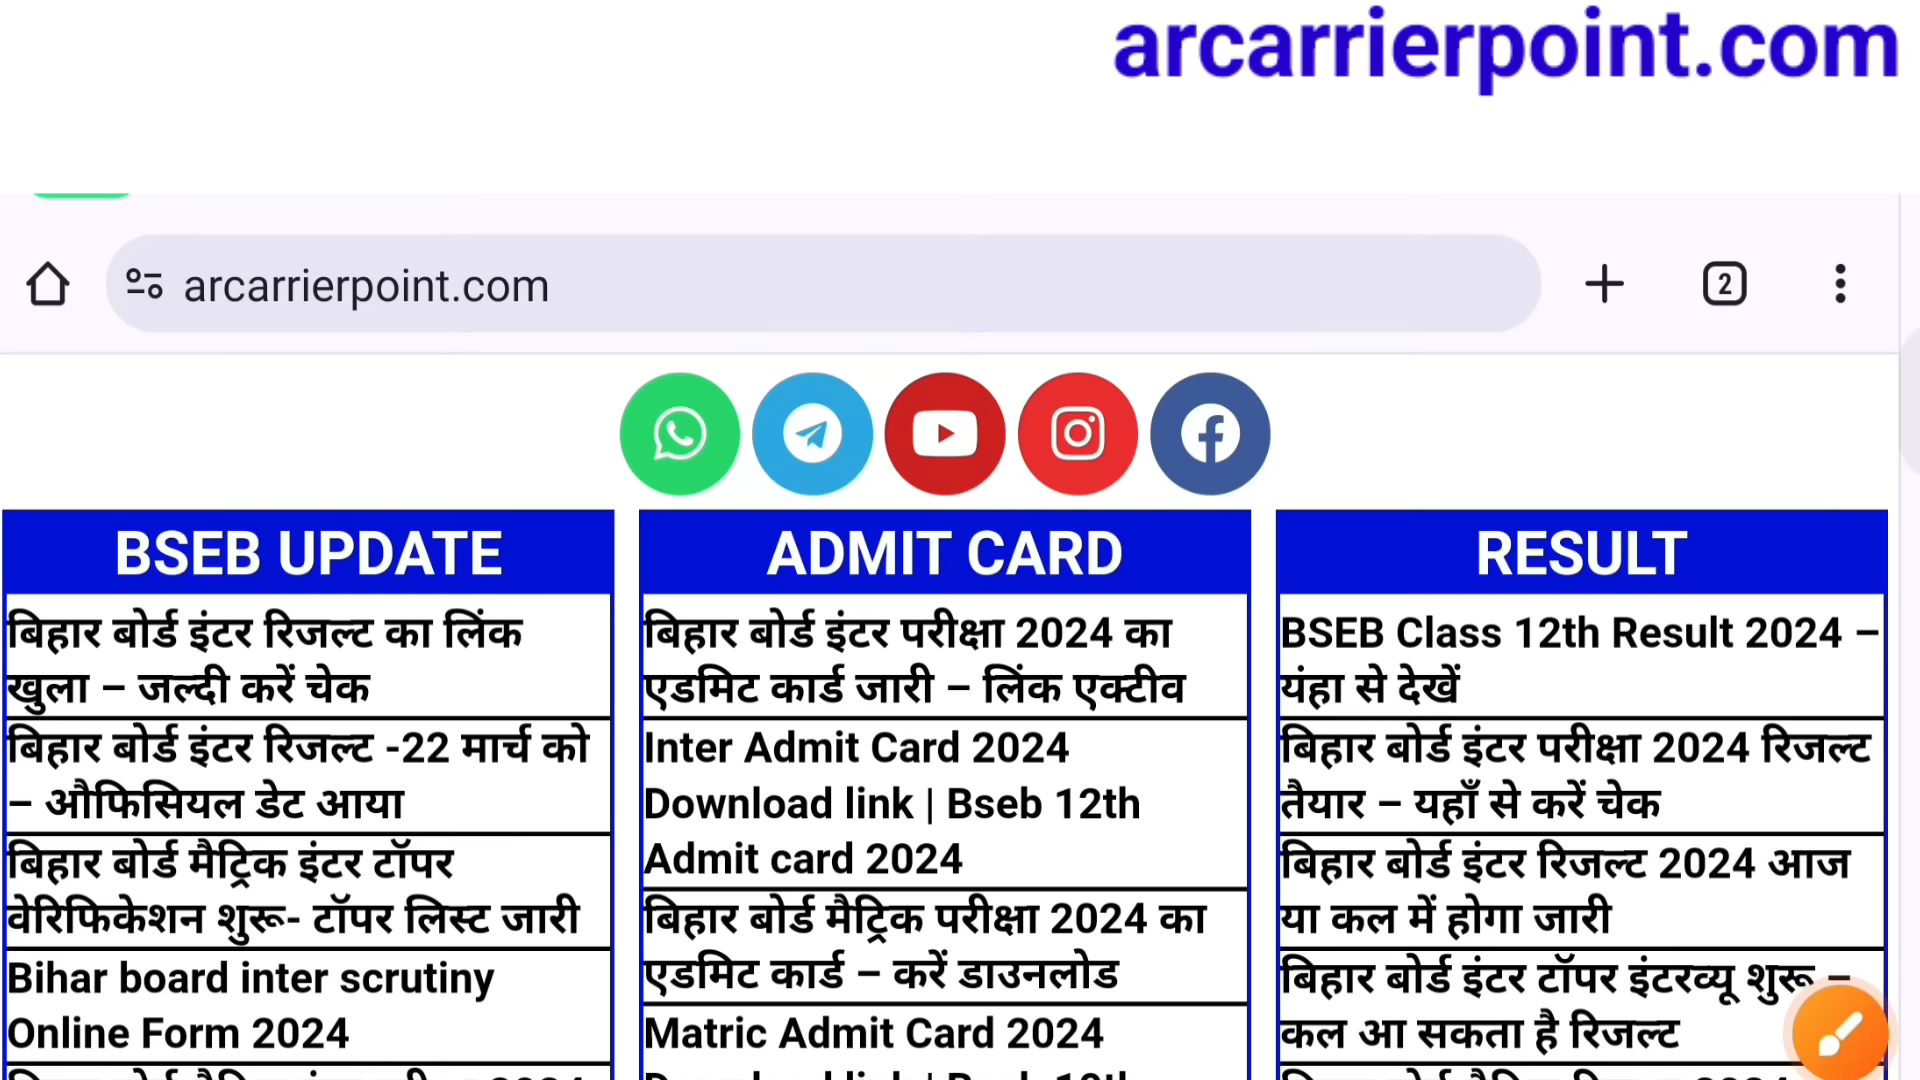 arcarrierpoint.com
arcarrierpoint.com
2
BSEB UPDATE
बिहार बोर्ड इंटर रिजल्ट का लिंक
खुला – जल्दी करें चेक
बिहार बोर्ड इंटर रिजल्ट -22 मार्च को
– औफिसियल डेट आया
बिहार बोर्ड मैट्रिक इंटर टॉपर
वेरिफिकेशन शुरू- टॉपर लिस्ट जारी
Bihar board inter scrutiny
Online Form 2024
ADMIT CARD
बिहार बोर्ड इंटर परीक्षा 2024 का
एडमिट कार्ड जारी – लिंक एक्टीव
Inter Admit Card 2024
Download link | Bseb 12th
Admit card 2024
बिहार बोर्ड मैट्रिक परीक्षा 2024 का
एडमिट कार्ड – करें डाउनलोड
Matric Admit Card 2024
RESULT
BSEB Class 12th Result 2024 –
यंहा से देखें
बिहार बोर्ड इंटर परीक्षा 2024 रिजल्ट
तैयार – यहाँ से करें चेक
बिहार बोर्ड इंटर रिजल्ट 2024 आज
या कल में होगा जारी
बिहार बोर्ड इंटर टॉपर इंटरव्यू शुरू –
कल आ सकता है रिजल्ट